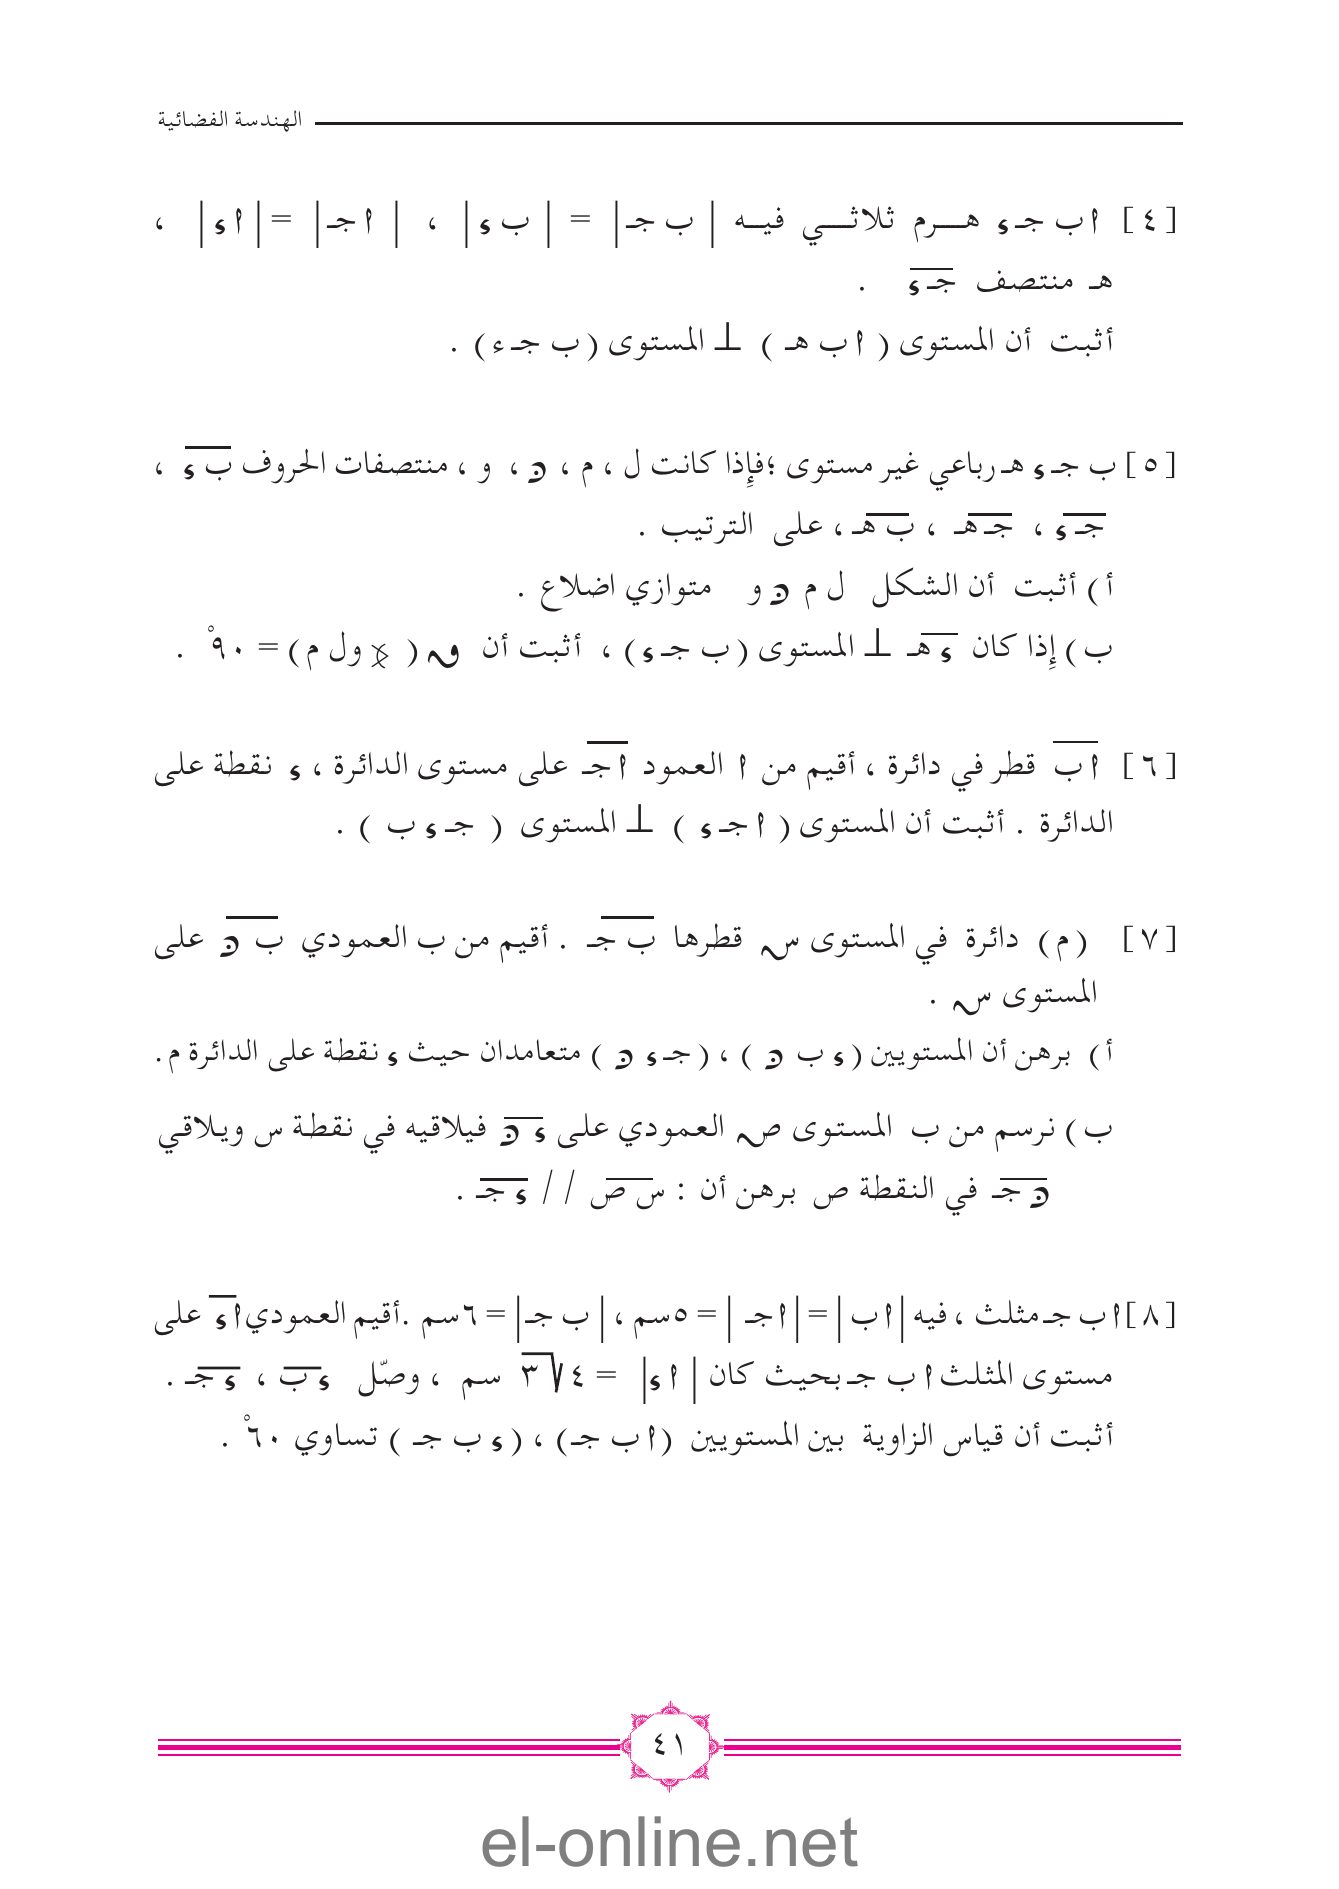 الهندسة الفضائية
[٤] ا ب جـ ء هـــرم ثلاثـــي فيـــه |ب جـ| = |ب ء| ، |ا جـ| = |ا ء| ،
هـ منتصف جـ ء .
أثبت أن المستوى (ا ب هـ) ⊥ المستوى (ب جـ ء) .
[٥] ب جـ ء هـ رباعي غير مستوى ؛فإذا كانت ل ، م ، ن ، و ، منتصفات الحروف ب ء ،
جـ ء ، جـ هـ ، ب هـ ، على الترتيب .
أ) أثبت أن الشكل ل م ن و متوازي اضلاع .
ب) إذا كان ء هـ ⊥ المستوى (ب جـ ء) ، أثبت أن ق (∢ ول م) = ٩٠° .
[٦] ا ب قطر في دائرة ، أقيم من ا العمود ا جـ على مستوى الدائرة ، ء نقطة على
الدائرة . أثبت أن المستوى (ا جـ ء) ⊥ المستوى (جـ ء ب) .
[٧] (م) دائرة في المستوى س قطرها ب جـ . أقيم من ب العمودي ب ن على
المستوى س .
أ) برهن أن المستويين (ء ب ن) ، (جـ ء ن) متعامدان حيث ء نقطة على الدائرة م.
ب) نرسم من ب المستوى ص العمودي على ء ن فيلاقيه في نقطة س ويلاقي
ن جـ في النقطة ص برهن أن : س ص // ء جـ .
[٨] ا ب جـ مثلث ، فيه |ا ب| = |ا جـ| = ٥سم ، |ب جـ| = ٦سم .أقيم العمودي ا ء على
مستوى المثلث ا ب جـ بحيث كان |ا ء| = ٤√٣ سم ، وصّل ء ب ، ء جـ .
أثبت أن قياس الزاوية بين المستويين (ا ب جـ) ، (ء ب جـ) تساوي ٦٠° .
٤١
el-online.net